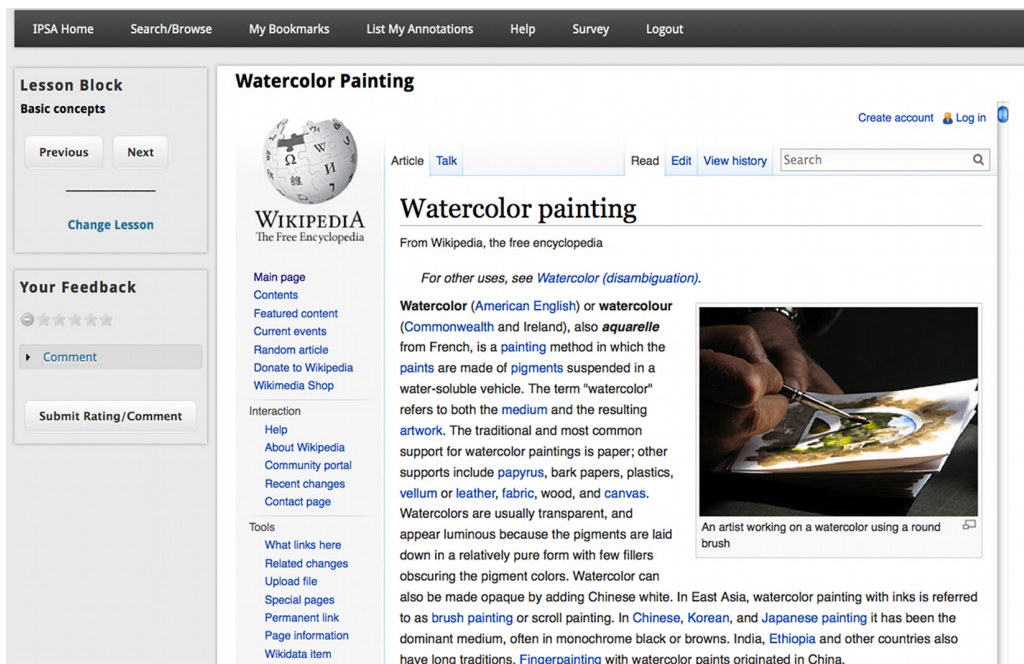 IPSA Home Search/Browse My Bookmarks List My Annotations Help Survey Logout
Lesson Block
Basic concepts
Previous Next
Change Lesson
Your Feedback
Comment
Submit Rating/Comment
Watercolor Painting
Create account Log in
WIKIPEDIA
The Free Encyclopedia
Article Talk Read Edit View history Search
Main page
Contents
Featured content
Current events
Random article
Donate to Wikipedia
Wikimedia Shop
Interaction
Help
About Wikipedia
Community portal
Recent changes
Contact page
Tools
What links here
Related changes
Upload file
Special pages
Permanent link
Page information
Wikidata item
Watercolor painting
From Wikipedia, the free encyclopedia
For other uses, see Watercolor (disambiguation).
Watercolor (American English) or watercolour
(Commonwealth and Ireland), also aquarelle
from French, is a painting method in which the
paints are made of pigments suspended in a
water-soluble vehicle. The term "watercolor"
refers to both the medium and the resulting
artwork. The traditional and most common
support for watercolor paintings is paper; other
supports include papyrus, bark papers, plastics,
vellum or leather, fabric, wood, and canvas.
Watercolors are usually transparent, and
appear luminous because the pigments are laid
down in a relatively pure form with few fillers
obscuring the pigment colors. Watercolor can
also be made opaque by adding Chinese white. In East Asia, watercolor painting with inks is referred
to as brush painting or scroll painting. In Chinese, Korean, and Japanese painting it has been the
dominant medium, often in monochrome black or browns. India, Ethiopia and other countries also
have long traditions. Fingerpainting with watercolor paints originated in China.
An artist working on a watercolor using a round
brush